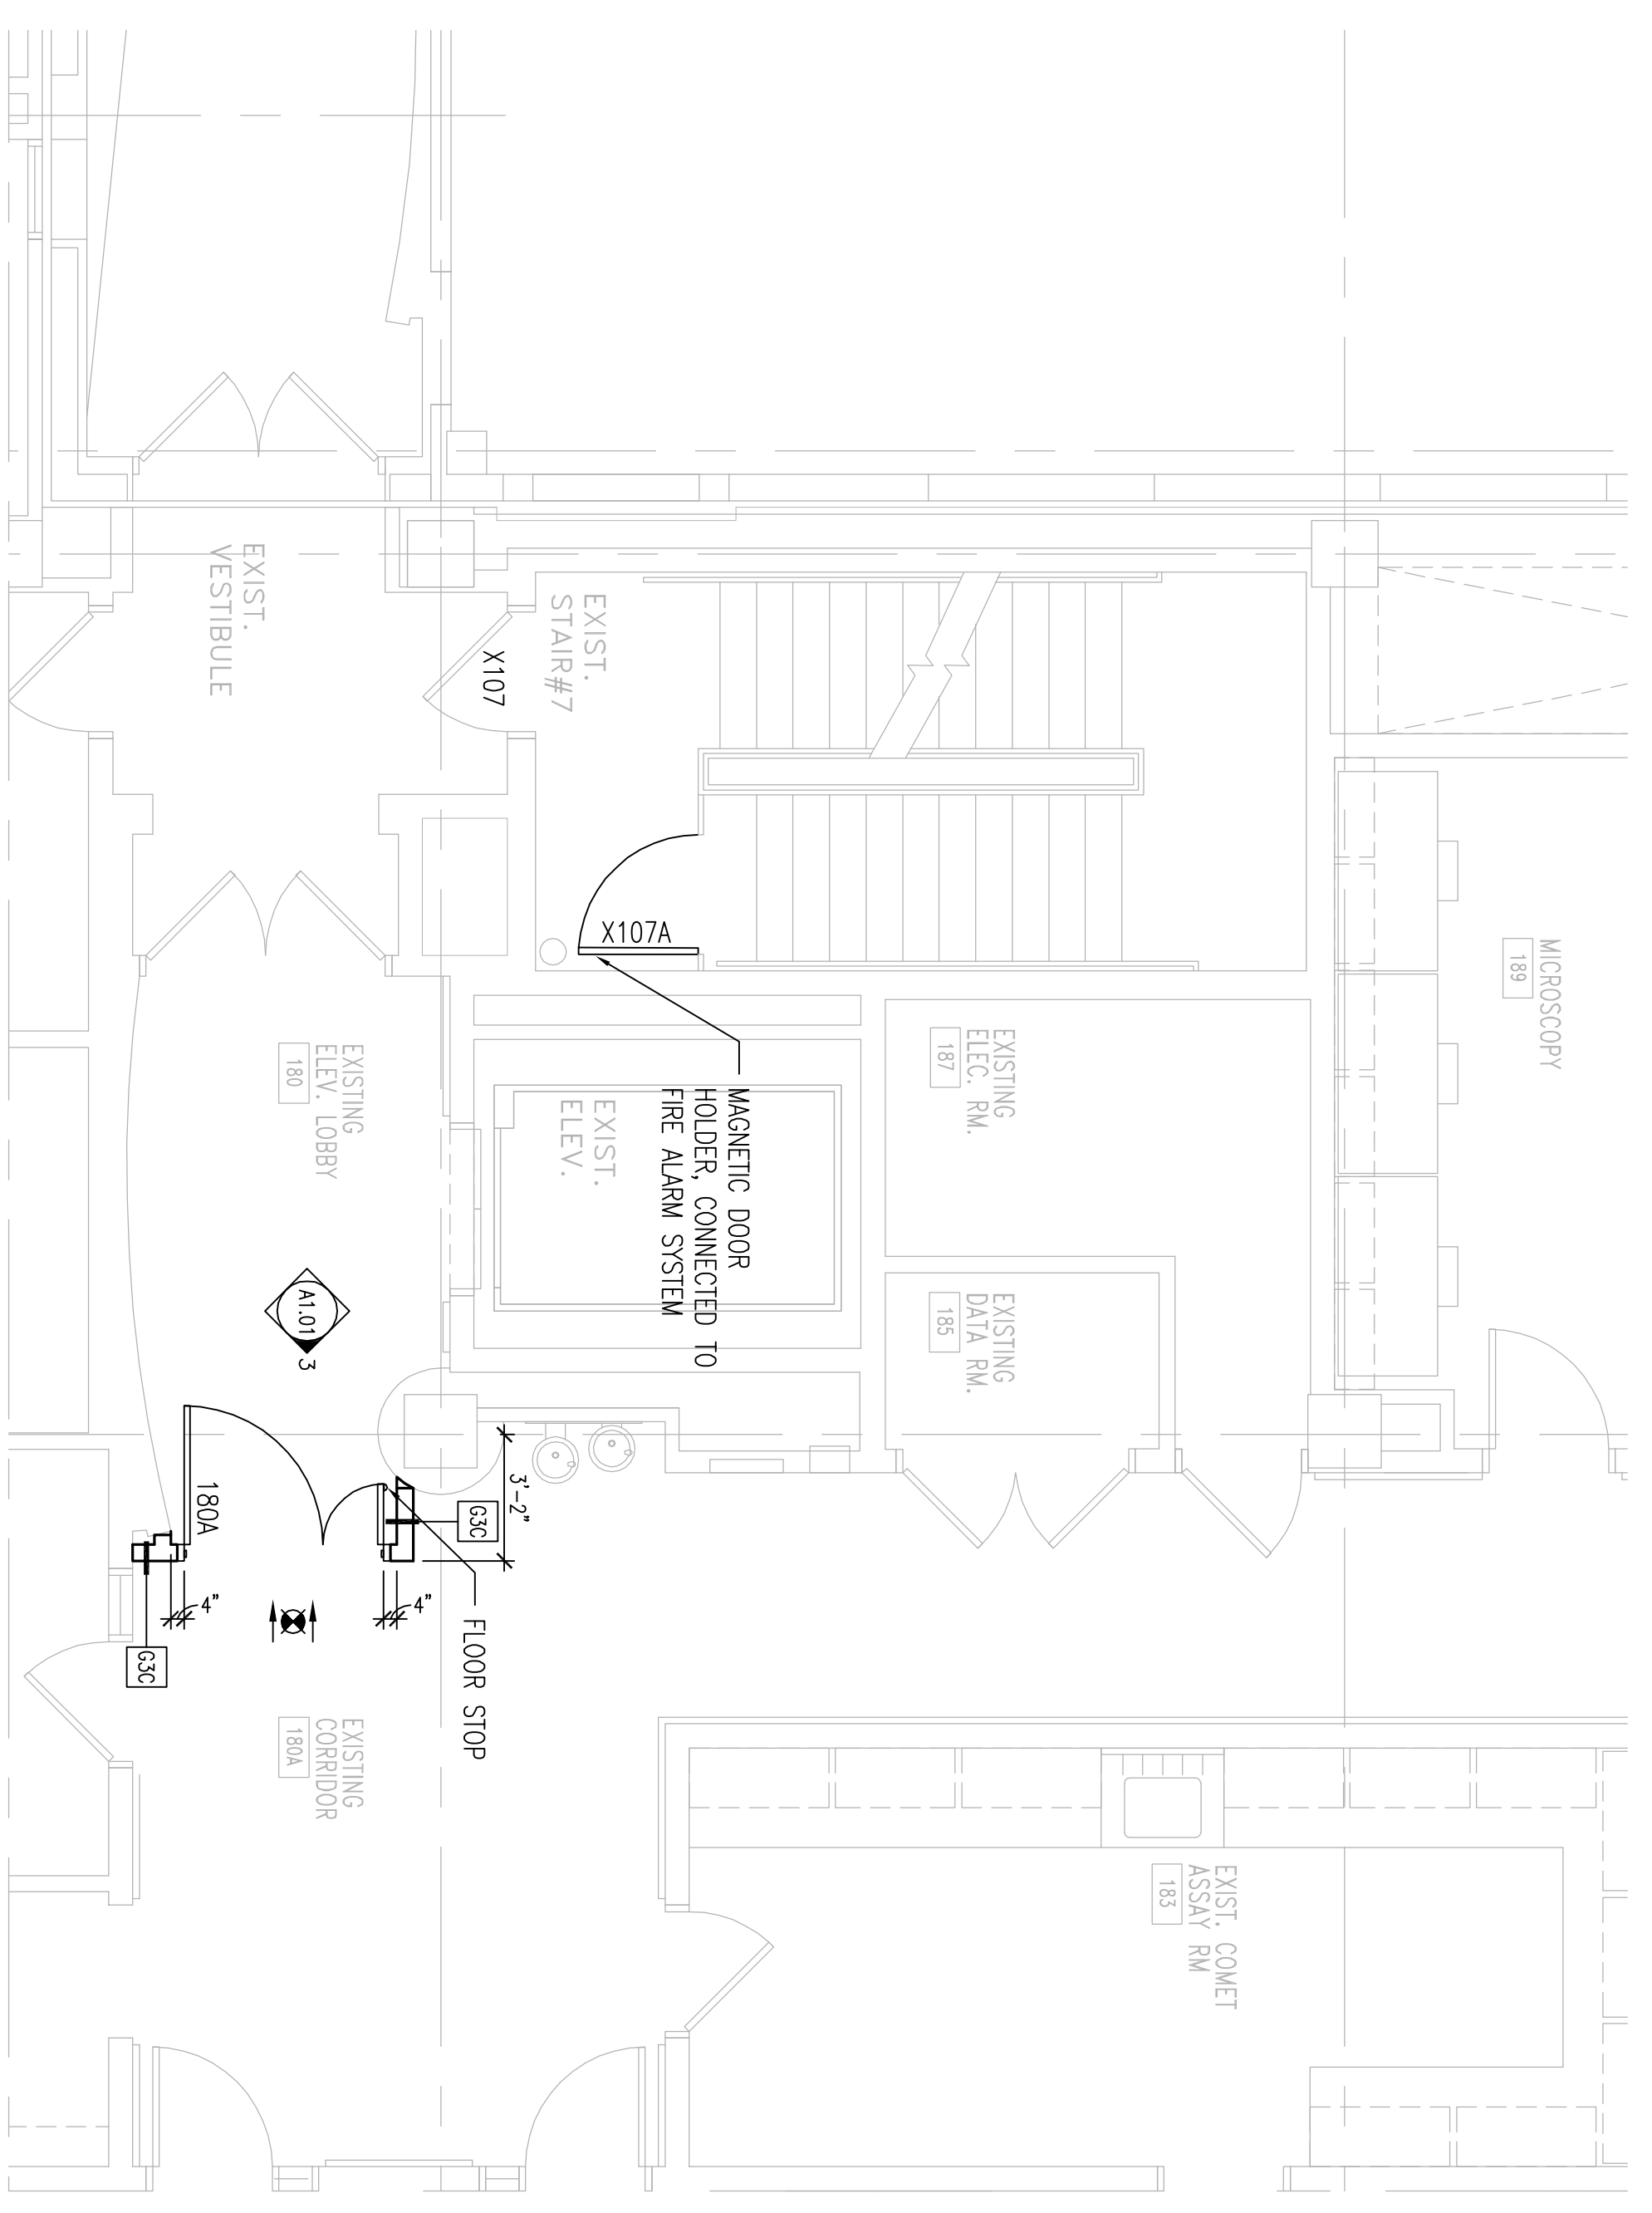 EXIST.
VESTIBULE
EXIST.
STAIR#7
X107
X107A
MICROSCOPY
189
EXISTING
ELEC. RM.
187
EXISTING
ELEV. LOBBY
180
MAGNETIC DOOR
HOLDER, CONNECTED TO
FIRE ALARM SYSTEM
EXIST.
ELEV.
EXISTING
DATA RM.
185
A1.01
3
3'-2"
G3C
180A
4"
4"
G3C
FLOOR STOP
EXISTING
CORRIDOR
180A
EXIST. COMET
ASSAY RM
183